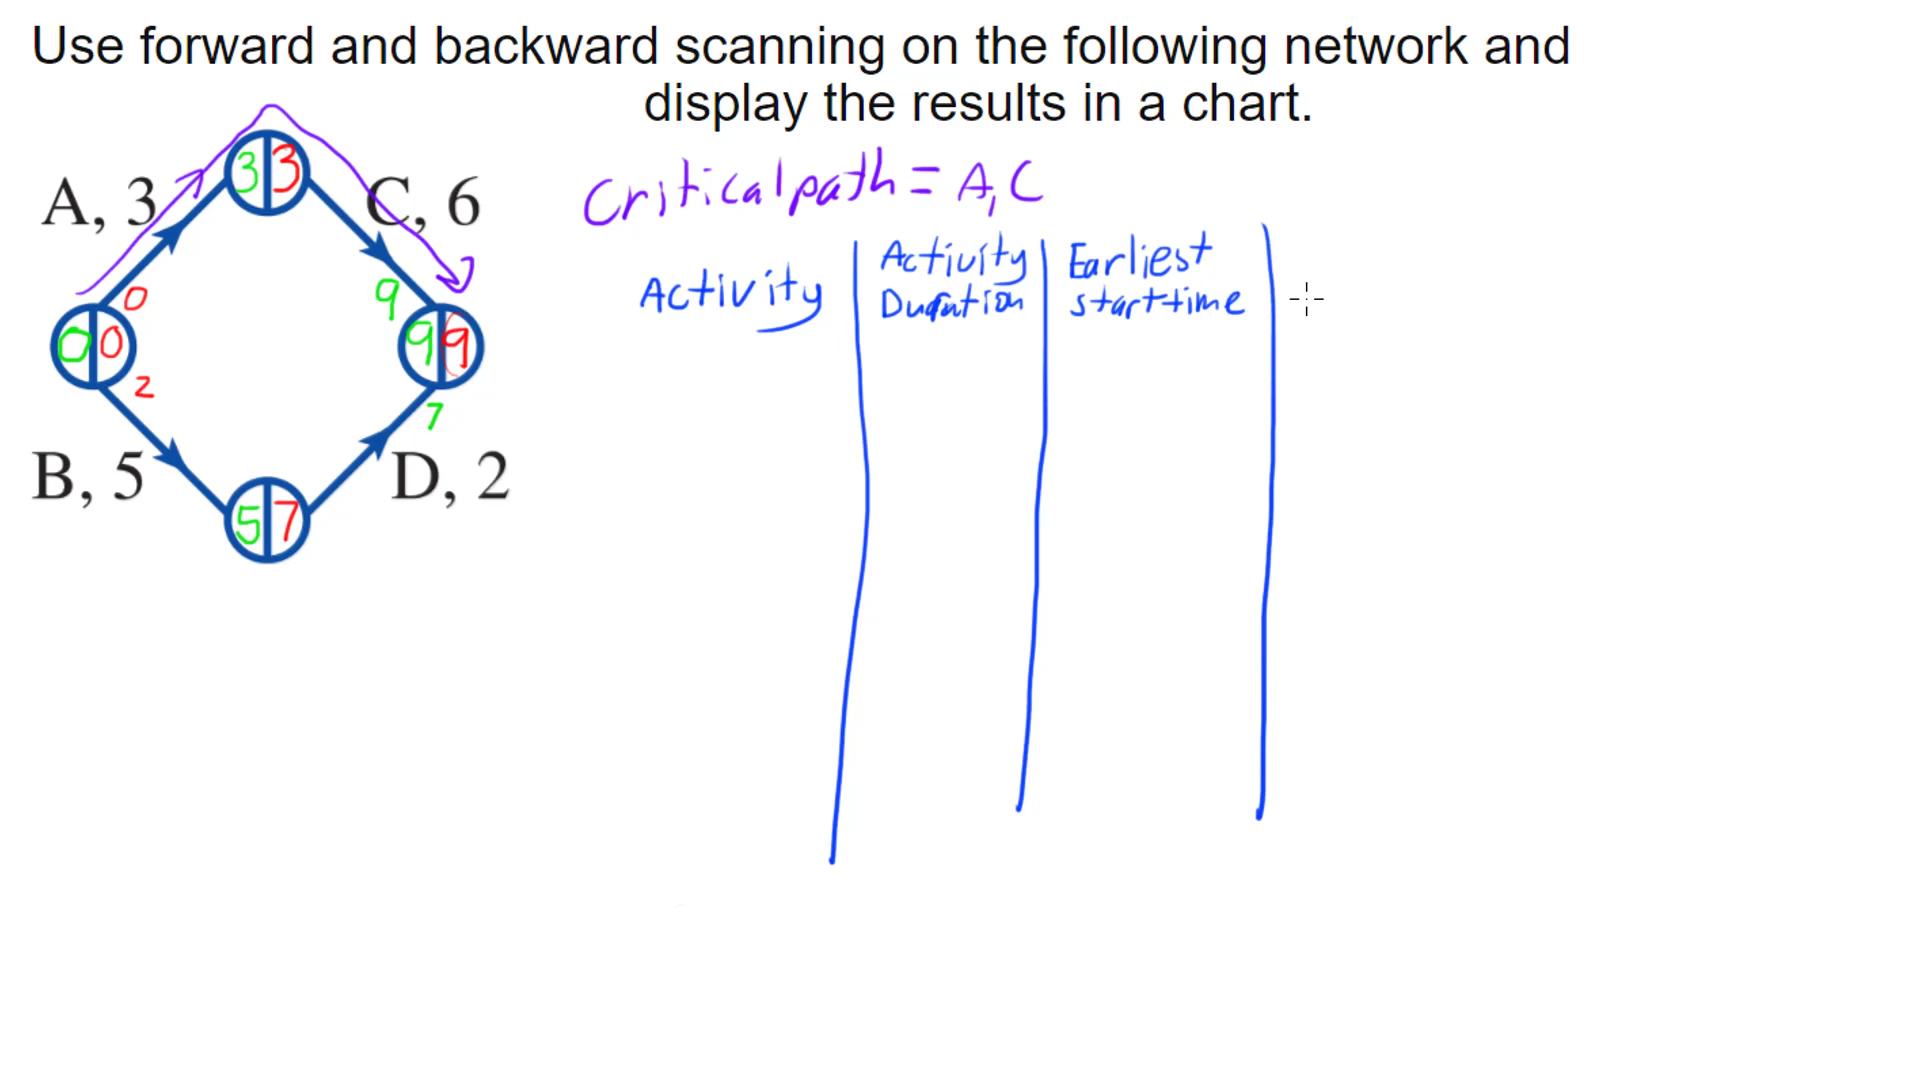 Use forward and backward scanning on the following network and
display the results in a chart.
Critical path = A, C
A, 3
3 3
C, 6
0
9
0 0
9 9
2
7
B, 5
D, 2
5 7
Activity
Activity
Duration
Earliest
start time